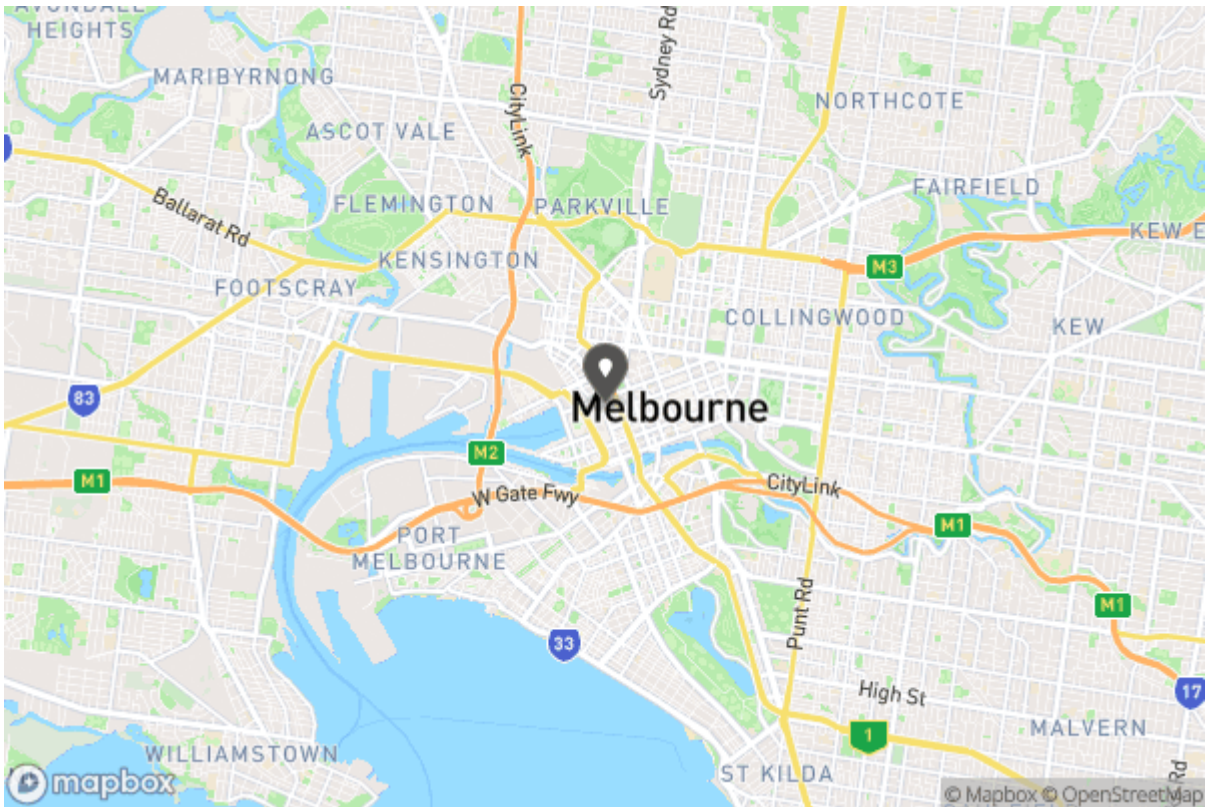 AVONDALE
HEIGHTS
MARIBYRNONG
ASCOT VALE
CityLink
Sydney Rd
NORTHCOTE
FAIRFIELD
FLEMINGTON
PARKVILLE
Ballarat Rd
KENSINGTON
KEW E
M3
FOOTSCRAY
COLLINGWOOD
KEW
83
Melbourne
M2
M1
W Gate Fwy
CityLink
M1
PORT
MELBOURNE
Punt Rd
M1
33
High St
17
MALVERN
1
WILLIAMSTOWN
ST KILDA
Rd
mapbox
© Mapbox © OpenStreetMap